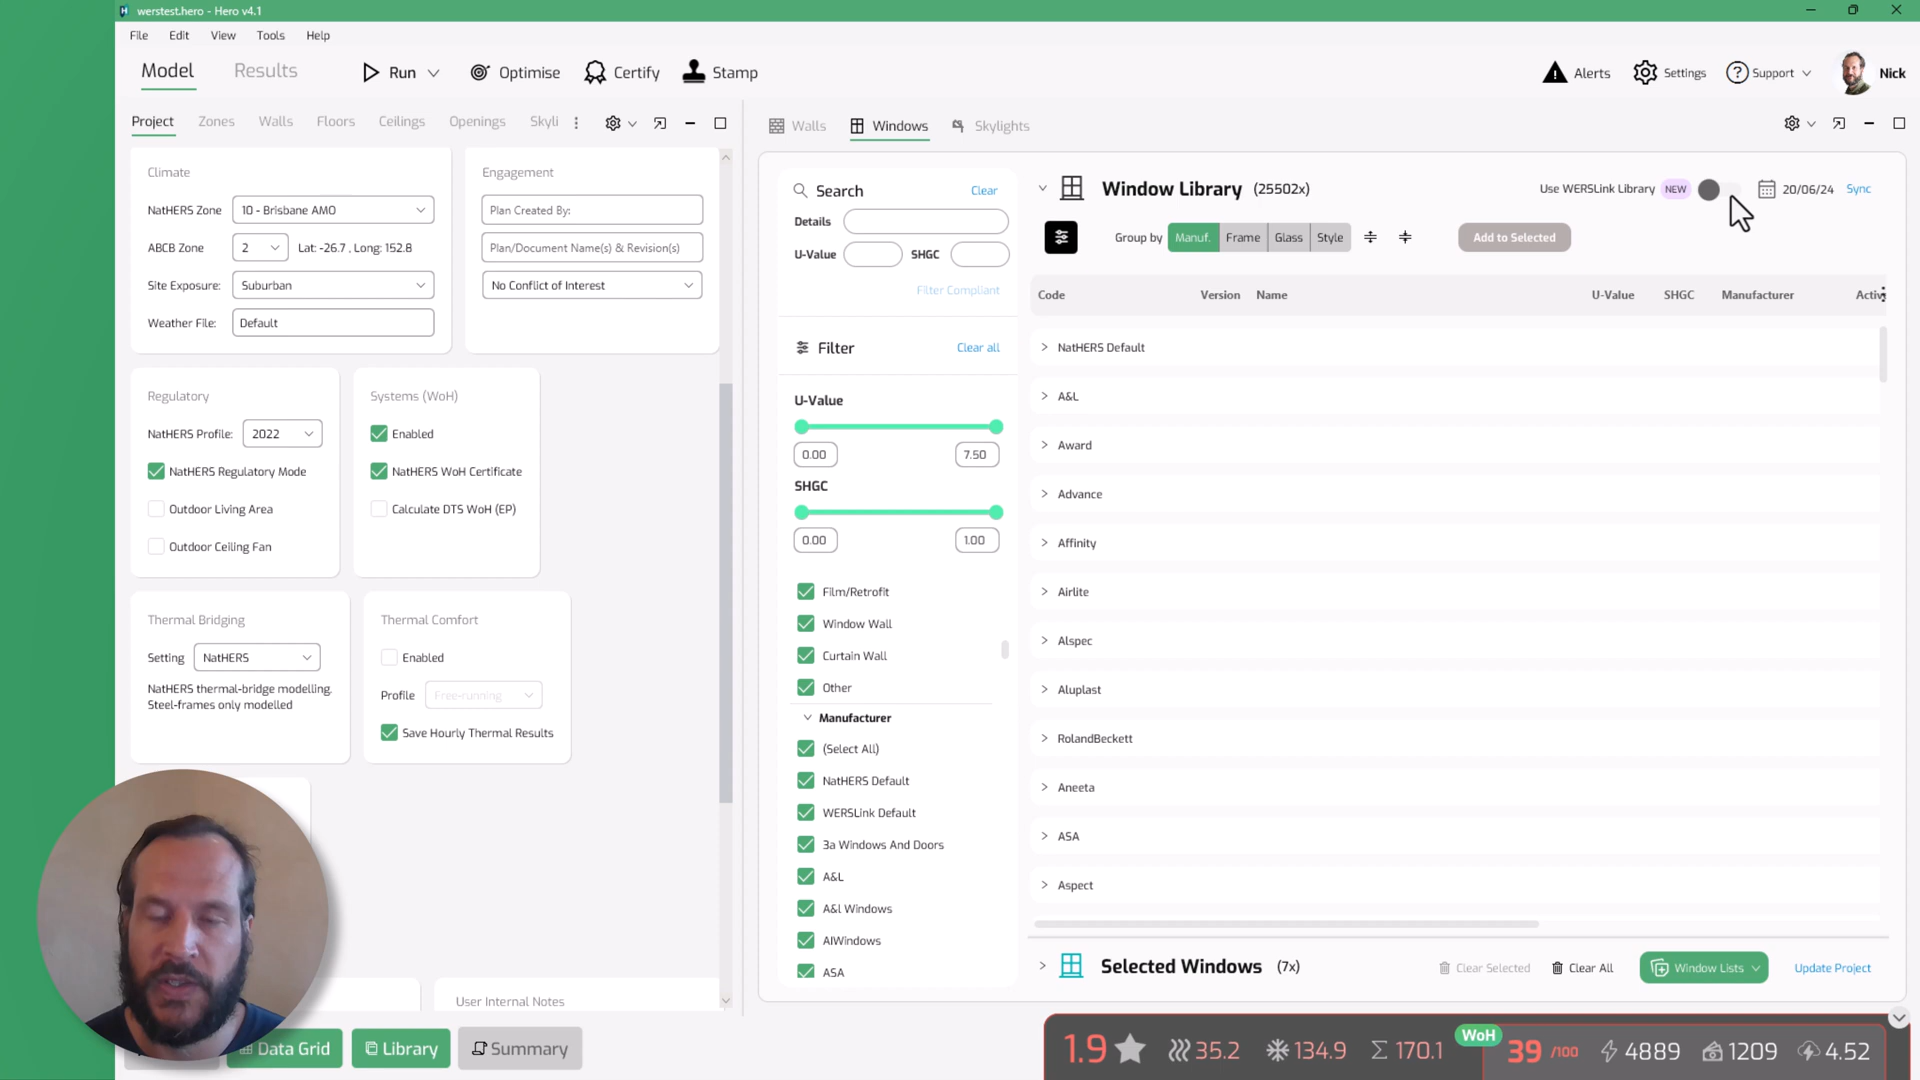 werstest.hero - Hero v4.1
File Edit View Tools Help
Model Results Run Optimise Certify Stamp Alerts Settings Support Nick
Project Zones Walls Floors Ceilings Openings Skyli
Walls Windows Skylights
Climate
NatHERS Zone 10 - Brisbane AMO
ABCB Zone 2 Lat: -26.7 , Long: 152.8
Site Exposure: Suburban
Weather File: Default
Engagement
Plan Created By:
Plan/Document Name(s) & Revision(s)
No Conflict of Interest
Regulatory
NatHERS Profile: 2022
NatHERS Regulatory Mode
Outdoor Living Area
Outdoor Ceiling Fan
Systems (WoH)
Enabled
NatHERS WoH Certificate
Calculate DTS WoH (EP)
Thermal Bridging
Setting NatHERS
NatHERS thermal-bridge modelling.
Steel-frames only modelled
Thermal Comfort
Enabled
Profile Free-running
Save Hourly Thermal Results
User Internal Notes
Data Grid Library Summary
Search Clear
Details
U-Value SHGC
Filter Compliant
Filter Clear all
U-Value
0.00 7.50
SHGC
0.00 1.00
Film/Retrofit
Window Wall
Curtain Wall
Other
Manufacturer
(Select All)
NatHERS Default
WERSLink Default
3a Windows And Doors
A&L
A&l Windows
AIWindows
ASA
Window Library (25502x) Use WERSLink Library NEW 20/06/24 Sync
Group by Manuf. Frame Glass Style Add to Selected
Code Version Name U-Value SHGC Manufacturer Activ
NatHERS Default
A&L
Award
Advance
Affinity
Airlite
Alspec
Aluplast
RolandBeckett
Aneeta
ASA
Aspect
Selected Windows (7x) Clear Selected Clear All Window Lists Update Project
1.9 35.2 134.9 Σ 170.1 WoH 39 /100 4889 1209 4.52